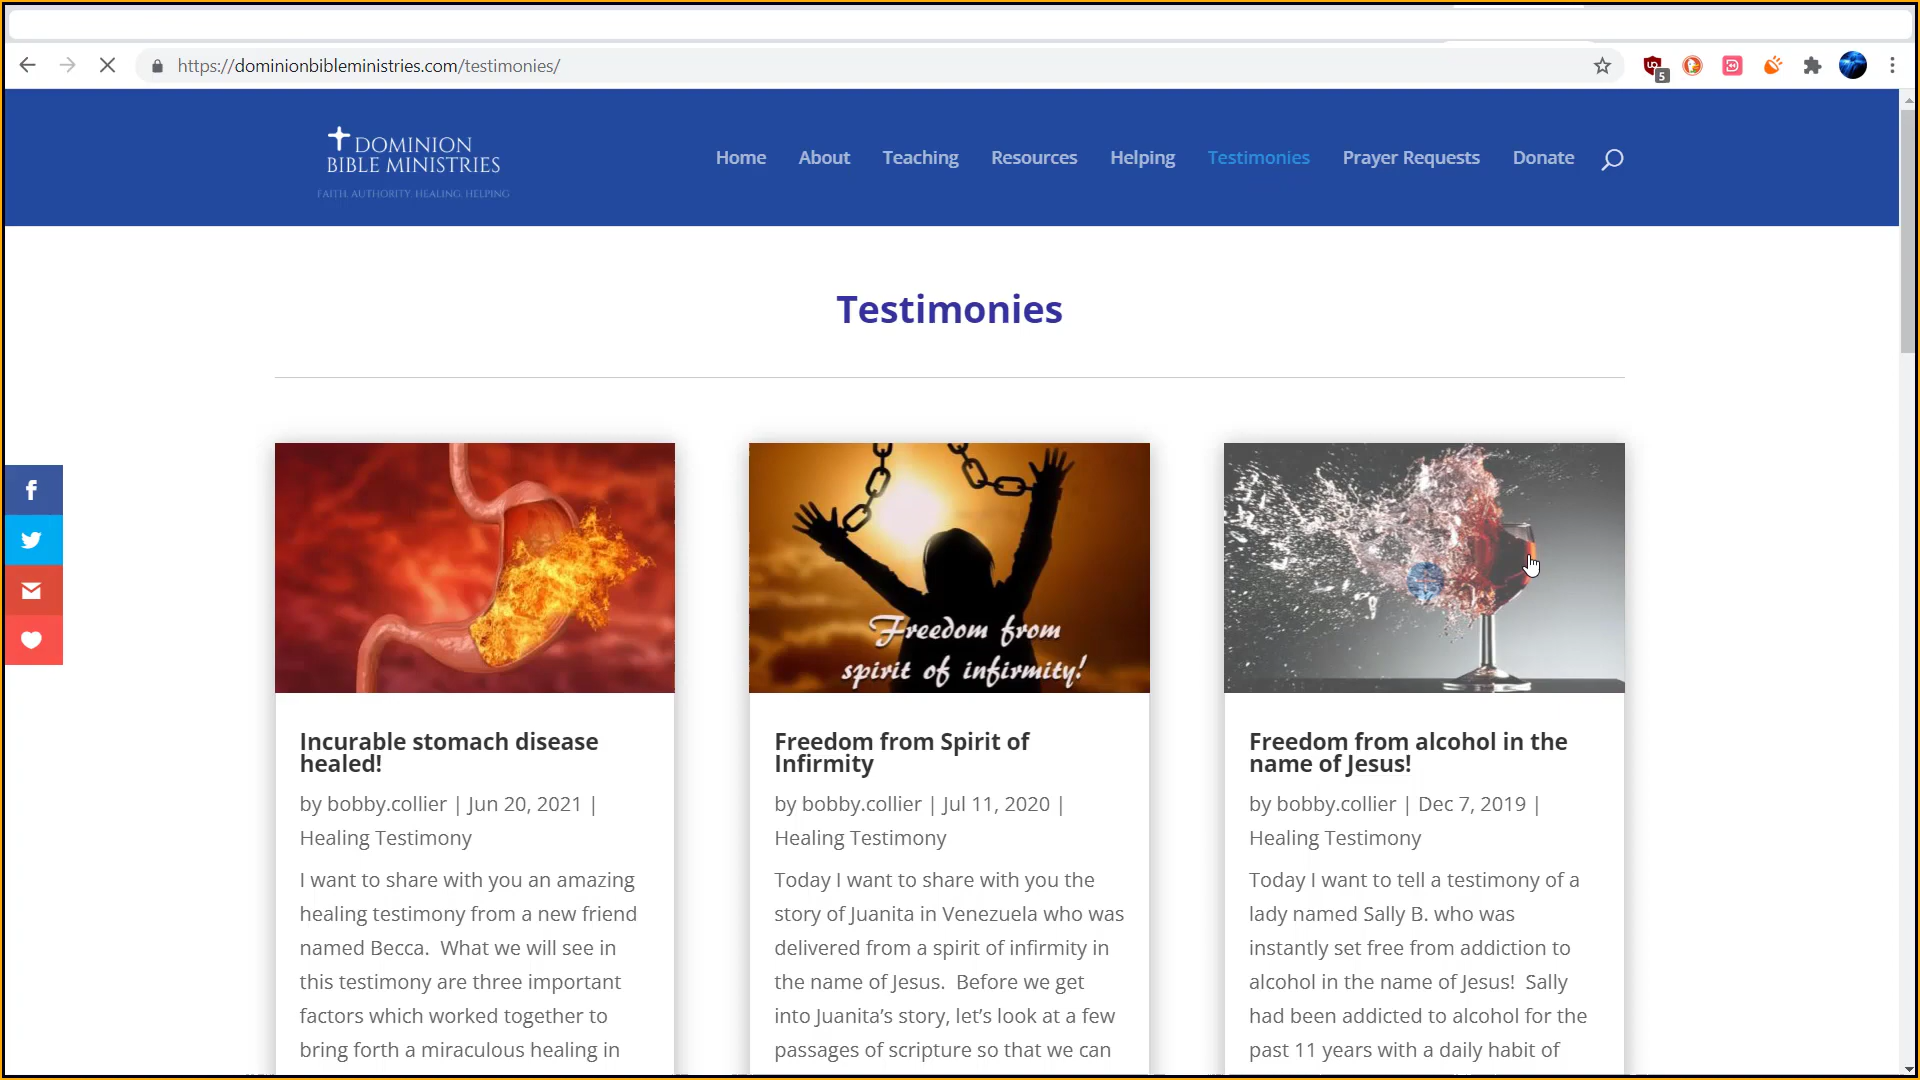 https://dominionbibleministries.com/testimonies/
5
DOMINION
BIBLE MINISTRIES
FAITH. AUTHORITY. HEALING. HELPING
Home
About
Teaching
Resources
Helping
Testimonies
Prayer Requests
Donate
Testimonies
Freedom from
spirit of infirmity!
Incurable stomach disease
healed!
by bobby.collier | Jun 20, 2021 |
Healing Testimony
I want to share with you an amazing
healing testimony from a new friend
named Becca.  What we will see in
this testimony are three important
factors which worked together to
bring forth a miraculous healing in
Freedom from Spirit of
Infirmity
by bobby.collier | Jul 11, 2020 |
Healing Testimony
Today I want to share with you the
story of Juanita in Venezuela who was
delivered from a spirit of infirmity in
the name of Jesus.  Before we get
into Juanita's story, let's look at a few
passages of scripture so that we can
Freedom from alcohol in the
name of Jesus!
by bobby.collier | Dec 7, 2019 |
Healing Testimony
Today I want to tell a testimony of a
lady named Sally B. who was
instantly set free from addiction to
alcohol in the name of Jesus!  Sally
had been addicted to alcohol for the
past 11 years with a daily habit of